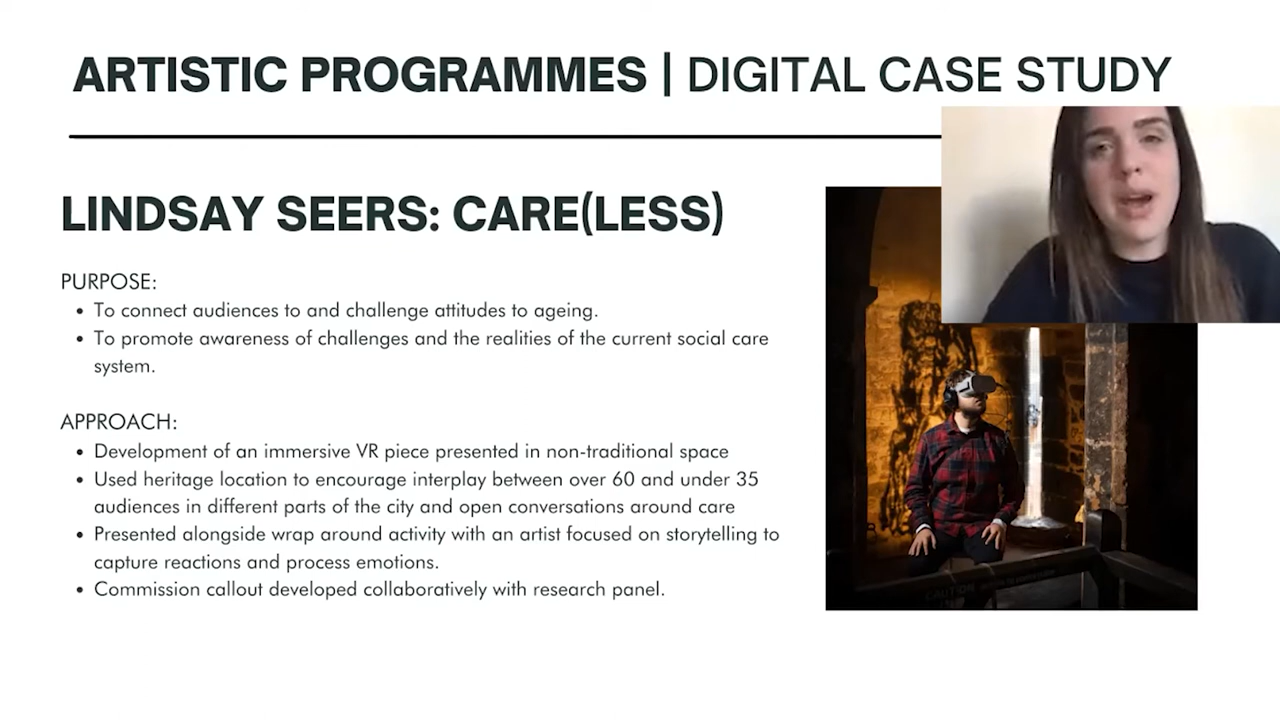 ARTISTIC PROGRAMMES | DIGITAL CASE STUDY
LINDSAY SEERS: CARE(LESS)
PURPOSE:
• To connect audiences to and challenge attitudes to ageing.
• To promote awareness of challenges and the realities of the current social care
system.
APPROACH:
• Development of an immersive VR piece presented in non-traditional space
• Used heritage location to encourage interplay between over 60 and under 35
audiences in different parts of the city and open conversations around care
• Presented alongside wrap around activity with an artist focused on storytelling to
capture reactions and process emotions.
• Commission callout developed collaboratively with research panel.
CAUTION